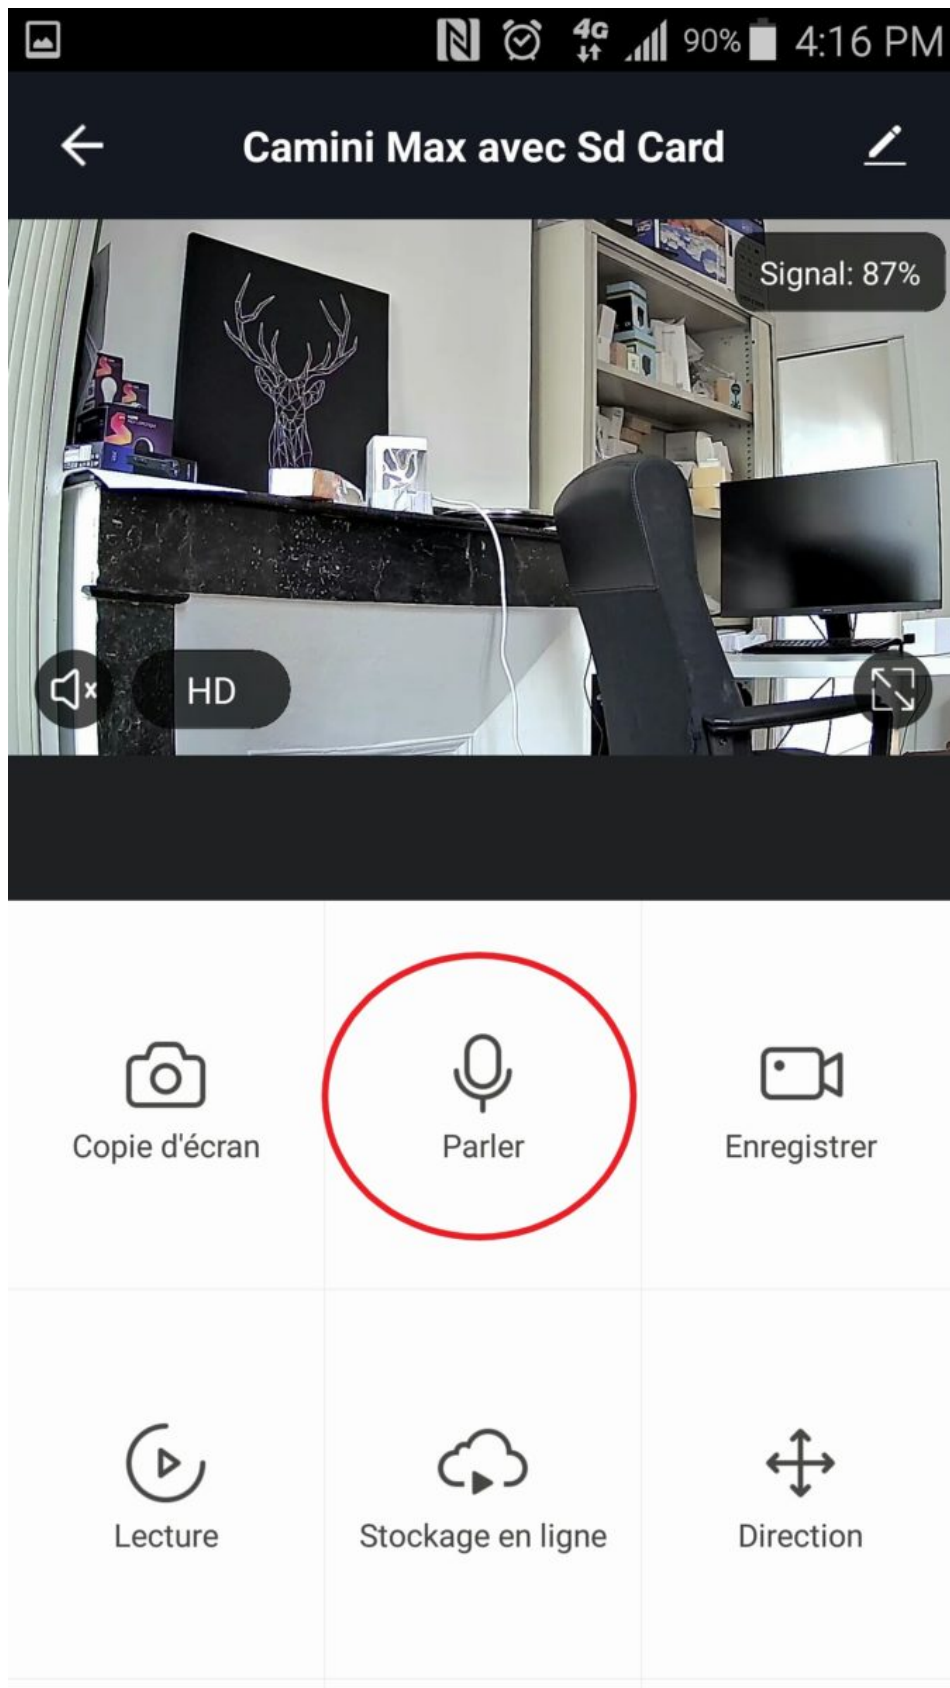 4G 90% 4:16 PM
Camini Max avec Sd Card
Signal: 87%
HD
Copie d'écran
Parler
Enregistrer
Lecture
Stockage en ligne
Direction